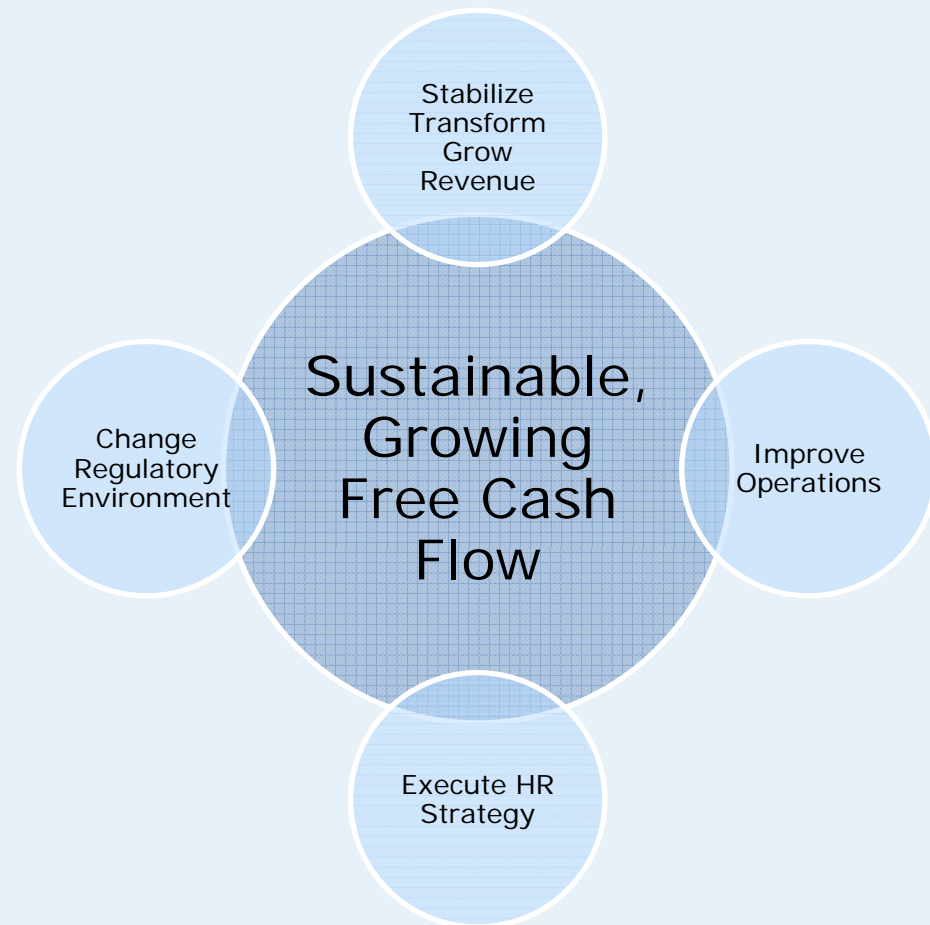 Stabilize
Transform
Grow
Revenue
Change
Regulatory
Environment
Sustainable,
Growing
Free Cash
Flow
Improve
Operations
Execute HR
Strategy